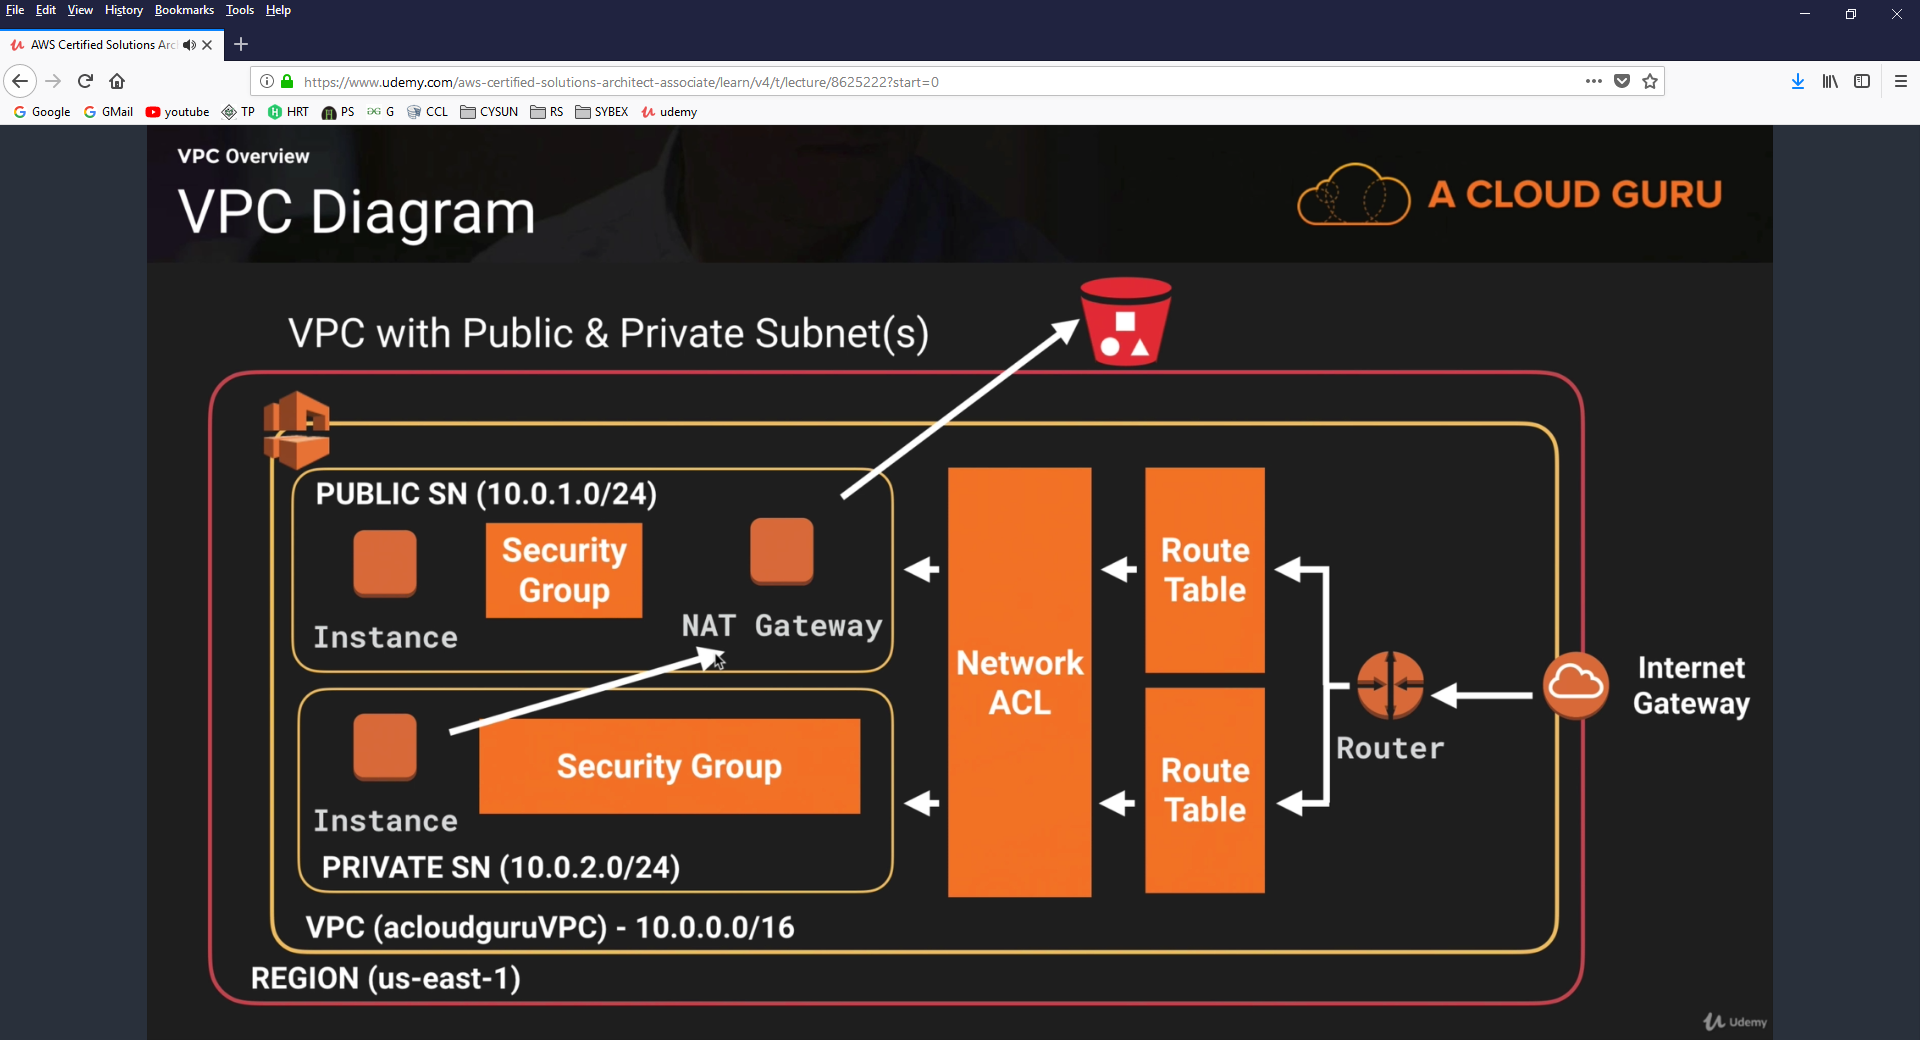 File Edit View History Bookmarks Tools Help
AWS Certified Solutions Arc
https://www.udemy.com/aws-certified-solutions-architect-associate/learn/v4/t/lecture/8625222?start=0
Google GMail youtube TP HRT PS G CCL CYSUN RS SYBEX udemy
VPC Overview
VPC Diagram
A CLOUD GURU
VPC with Public & Private Subnet(s)
PUBLIC SN (10.0.1.0/24)
Security
Group
Instance
NAT Gateway
Security Group
Instance
PRIVATE SN (10.0.2.0/24)
VPC (acloudguruVPC) - 10.0.0.0/16
REGION (us-east-1)
Network
ACL
Route
Table
Route
Table
Router
Internet
Gateway
Udemy